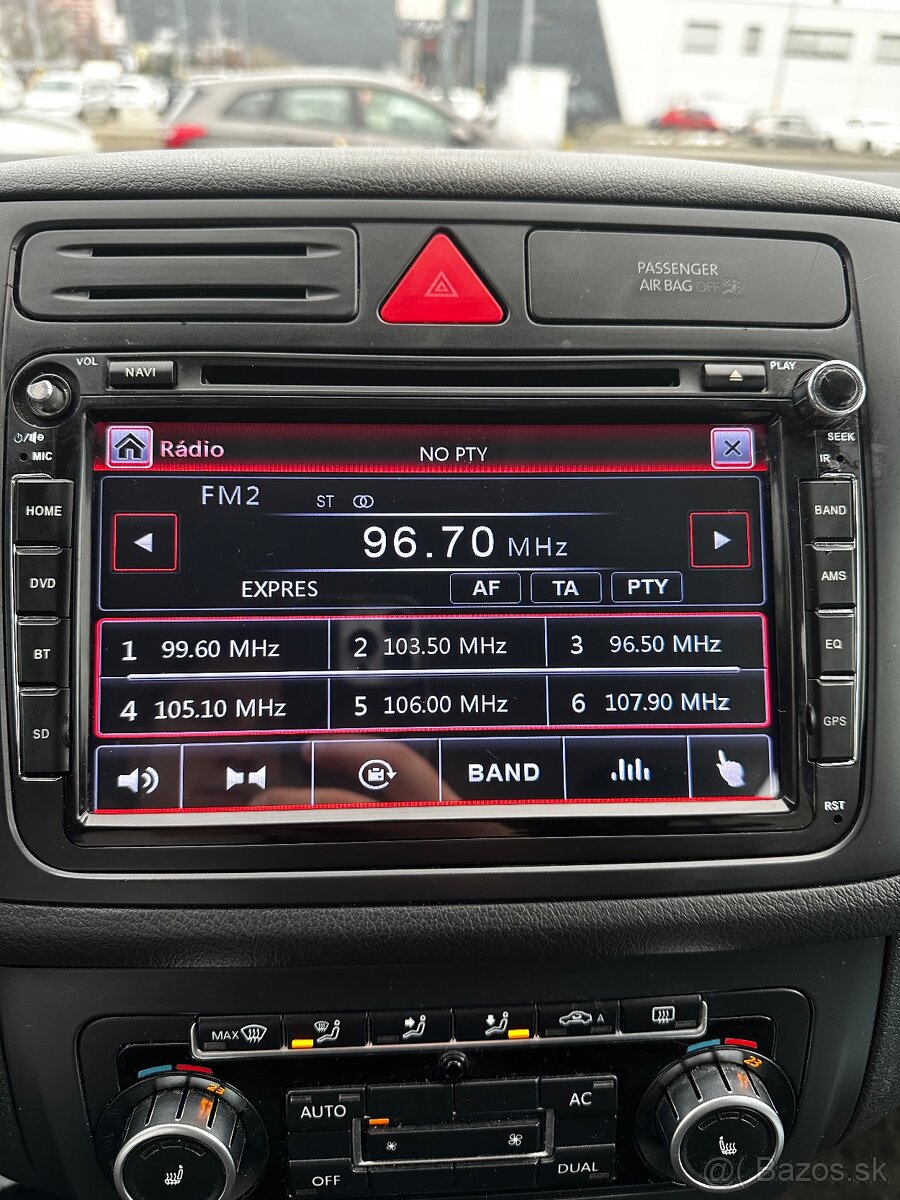 PASSENGER
AIR BAG OFF
VOL
NAVI
PLAY
MIC
SEEK
IR
Rádio
NO PTY
HOME
DVD
BT
SD
FM2
ST
96.70 MHz
EXPRES
AF
TA
PTY
BAND
AMS
EQ
GPS
1 99.60 MHz
2 103.50 MHz
3 96.50 MHz
4 105.10 MHz
5 106.00 MHz
6 107.90 MHz
BAND
RST
MAX
A
23
23
AUTO
AC
OFF
DUAL
@( Bazos.sk